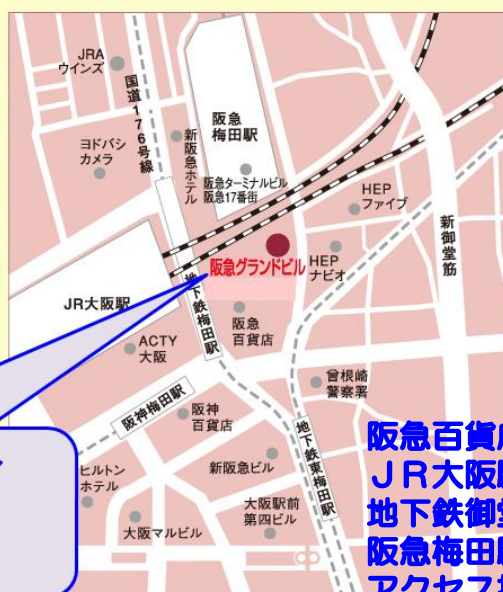 JRA
ウインズ
国道176号線
阪急
梅田駅
ヨドバシ
カメラ
新阪急ホテル
阪急ターミナルビル
阪急17番街
HEP
ファイブ
新御堂筋
阪急グランドビル
HEP
ナビオ
JR大阪駅
地下鉄梅田駅
阪急
百貨店
ACTY
大阪
曾根崎
警察署
阪神梅田駅
阪神
百貨店
地下鉄東梅田駅
阪急百貨
ヒルトン
ホテル
新阪急ビル
JR大阪
大阪駅前
第四ビル
地下鉄御堂
大阪マルビル
阪急梅田
アクセス